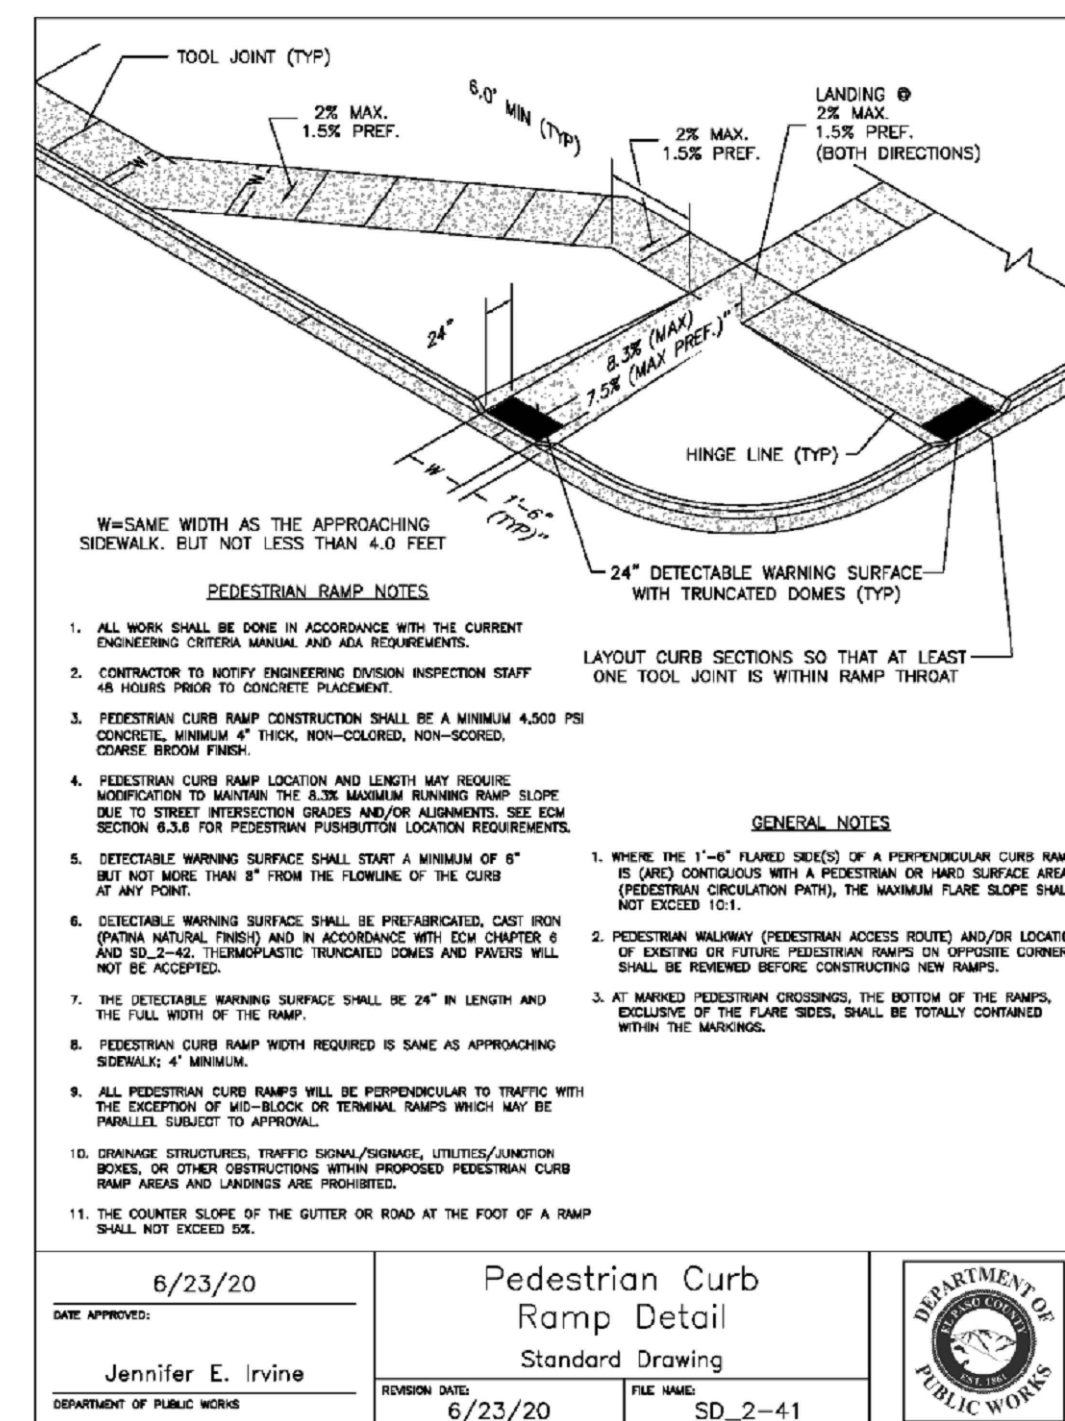 TOOL JOINT (TYP)
2% MAX.
1.5% PREF.
6.0' MIN (TYP)
2% MAX.
1.5% PREF.
LANDING @
2% MAX.
1.5% PREF.
(BOTH DIRECTIONS)
W
W
24"
8.3% (MAX)
7.5% (MAX PREF.)"
HINGE LINE (TYP)
W
1'-6"
(TYP)"
W=SAME WIDTH AS THE APPROACHING
SIDEWALK. BUT NOT LESS THAN 4.0 FEET
24" DETECTABLE WARNING SURFACE
WITH TRUNCATED DOMES (TYP)
LAYOUT CURB SECTIONS SO THAT AT LEAST
ONE TOOL JOINT IS WITHIN RAMP THROAT
PEDESTRIAN RAMP NOTES
1. ALL WORK SHALL BE DONE IN ACCORDANCE WITH THE CURRENT
ENGINEERING CRITERIA MANUAL AND ADA REQUIREMENTS.
2. CONTRACTOR TO NOTIFY ENGINEERING DIVISION INSPECTION STAFF
48 HOURS PRIOR TO CONCRETE PLACEMENT.
3. PEDESTRIAN CURB RAMP CONSTRUCTION SHALL BE A MINIMUM 4,500 PSI
CONCRETE, MINIMUM 4" THICK, NON-COLORED, NON-SCORED,
COARSE BROOM FINISH.
4. PEDESTRIAN CURB RAMP LOCATION AND LENGTH MAY REQUIRE
MODIFICATION TO MAINTAIN THE 8.3% MAXIMUM RUNNING RAMP SLOPE
DUE TO STREET INTERSECTION GRADES AND/OR ALIGNMENTS. SEE ECM
SECTION 6.3.6 FOR PEDESTRIAN PUSHBUTTON LOCATION REQUIREMENTS.
5. DETECTABLE WARNING SURFACE SHALL START A MINIMUM OF 6"
BUT NOT MORE THAN 8" FROM THE FLOWLINE OF THE CURB
AT ANY POINT.
6. DETECTABLE WARNING SURFACE SHALL BE PREFABRICATED, CAST IRON
(PATINA NATURAL FINISH) AND IN ACCORDANCE WITH ECM CHAPTER 6
AND SD_2-42. THERMOPLASTIC TRUNCATED DOMES AND PAVERS WILL
NOT BE ACCEPTED.
7. THE DETECTABLE WARNING SURFACE SHALL BE 24" IN LENGTH AND
THE FULL WIDTH OF THE RAMP.
8. PEDESTRIAN CURB RAMP WIDTH REQUIRED IS SAME AS APPROACHING
SIDEWALK; 4' MINIMUM.
9. ALL PEDESTRIAN CURB RAMPS WILL BE PERPENDICULAR TO TRAFFIC WITH
THE EXCEPTION OF MID-BLOCK OR TERMINAL RAMPS WHICH MAY BE
PARALLEL SUBJECT TO APPROVAL.
10. DRAINAGE STRUCTURES, TRAFFIC SIGNAL/SIGNAGE, UTILITIES/JUNCTION
BOXES, OR OTHER OBSTRUCTIONS WITHIN PROPOSED PEDESTRIAN CURB
RAMP AREAS AND LANDINGS ARE PROHIBITED.
11. THE COUNTER SLOPE OF THE GUTTER OR ROAD AT THE FOOT OF A RAMP
SHALL NOT EXCEED 5%.
GENERAL NOTES
1. WHERE THE 1'-6" FLARED SIDE(S) OF A PERPENDICULAR CURB RAM
IS (ARE) CONTIGUOUS WITH A PEDESTRIAN OR HARD SURFACE AREA
(PEDESTRIAN CIRCULATION PATH), THE MAXIMUM FLARE SLOPE SHAL
NOT EXCEED 10:1.
2. PEDESTRIAN WALKWAY (PEDESTRIAN ACCESS ROUTE) AND/OR LOCATIO
OF EXISTING OR FUTURE PEDESTRIAN RAMPS ON OPPOSITE CORNER
SHALL BE REVIEWED BEFORE CONSTRUCTING NEW RAMPS.
3. AT MARKED PEDESTRIAN CROSSINGS, THE BOTTOM OF THE RAMPS,
EXCLUSIVE OF THE FLARE SIDES, SHALL BE TOTALLY CONTAINED
WITHIN THE MARKINGS.
6/23/20
DATE APPROVED:
Jennifer E. Irvine
DEPARTMENT OF PUBLIC WORKS
Pedestrian Curb
Ramp Detail
Standard Drawing
REVISION DATE:
6/23/20
FILE NAME:
SD_2-41
DEPARTMENT OF
EL PASO COUNTY
EST. 1861
PUBLIC WORKS